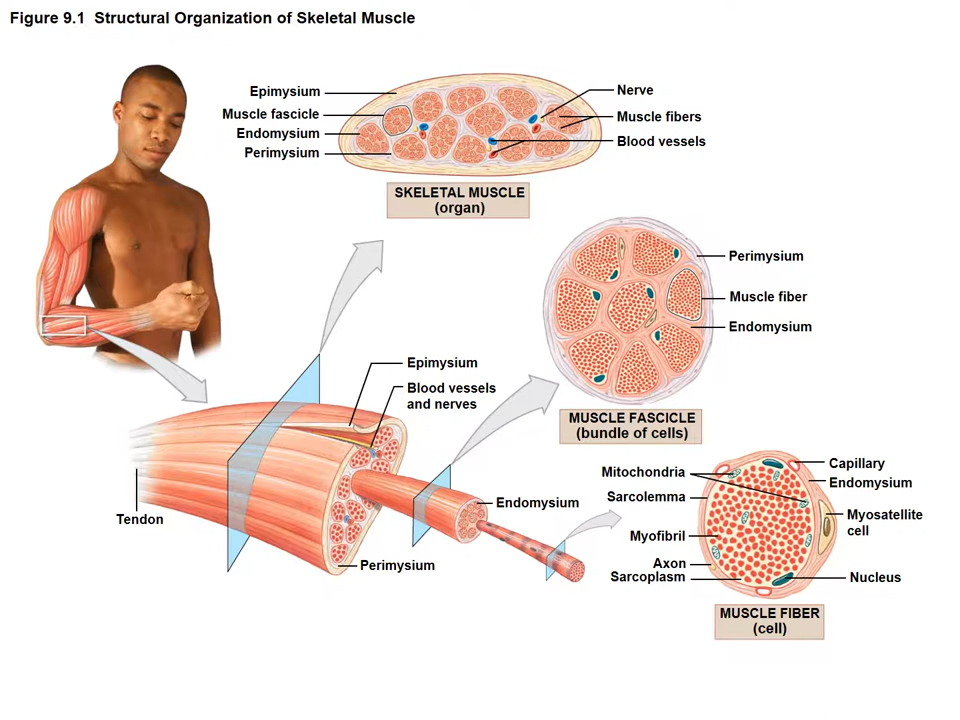 Figure 9.1 Structural Organization of Skeletal Muscle
Epimysium
Muscle fascicle
Endomysium
Perimysium
Nerve
Muscle fibers
Blood vessels
SKELETAL MUSCLE
(organ)
Perimysium
Muscle fiber
Endomysium
MUSCLE FASCICLE
(bundle of cells)
Epimysium
Blood vessels
and nerves
Endomysium
Tendon
Perimysium
Mitochondria
Sarcolemma
Myofibril
Axon
Sarcoplasm
Capillary
Endomysium
Myosatellite
cell
Nucleus
MUSCLE FIBER
(cell)